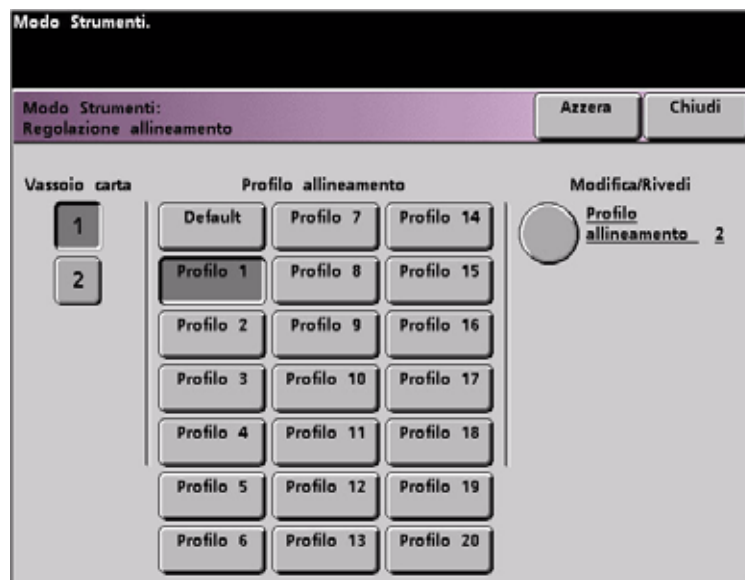 Modo Strumenti.
Modo Strumenti:
Regolazione allineamento
Azzera
Chiudi
Vassoio carta
Profilo allineamento
Modifica/Rivedi
1
2
Default
Profilo 7
Profilo 14
Profilo 1
Profilo 8
Profilo 15
Profilo 2
Profilo 9
Profilo 16
Profilo 3
Profilo 10
Profilo 17
Profilo 4
Profilo 11
Profilo 18
Profilo 5
Profilo 12
Profilo 19
Profilo 6
Profilo 13
Profilo 20
Profilo
allineamento 2